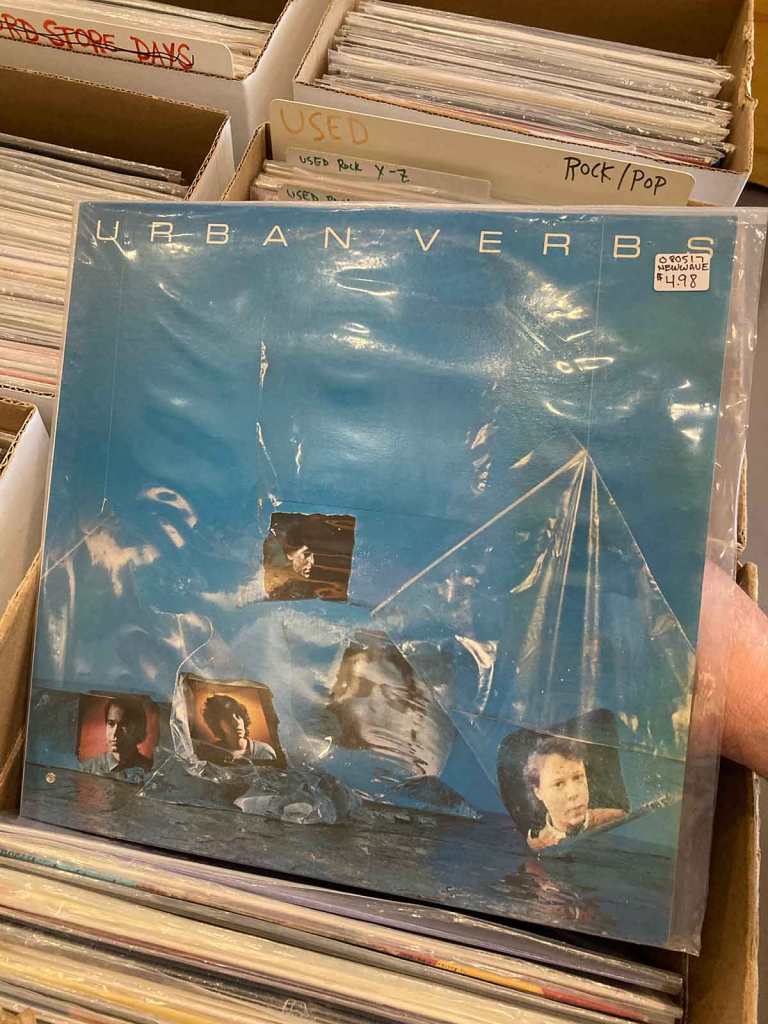 RD STORE DAYS
USED
USED ROCK X-Z
ROCK/POP
URBAN VERBS
080517
NEWWAVE
$4.98